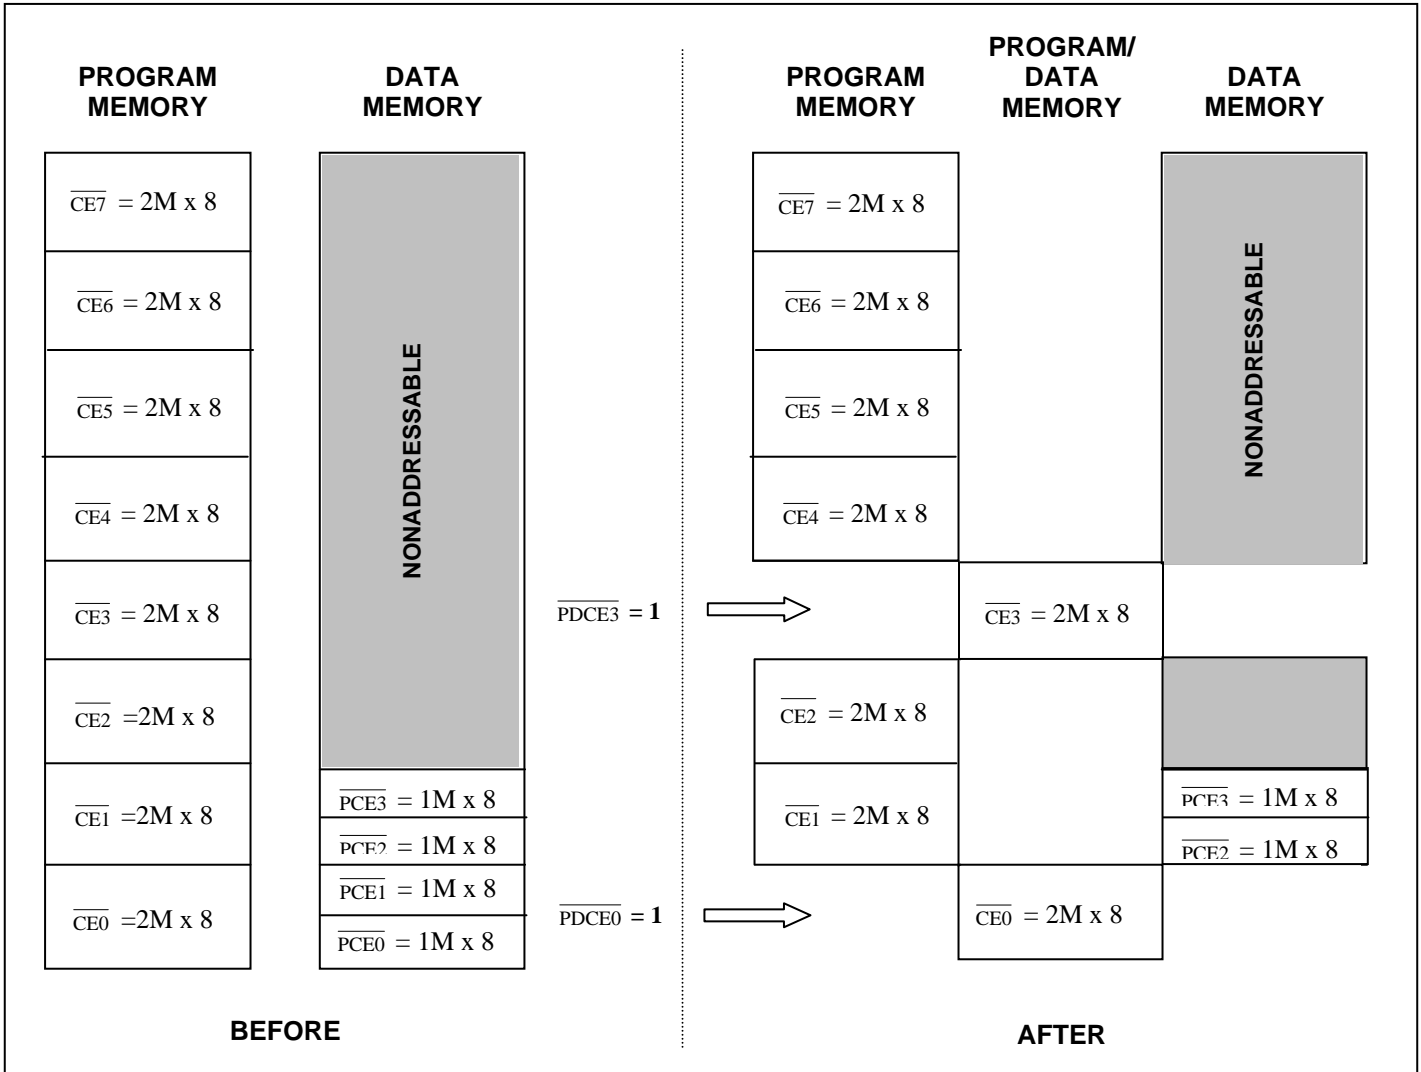 PROGRAM
MEMORY
DATA
MEMORY
CE7 = 2M x 8
CE6 = 2M x 8
CE5 = 2M x 8
CE4 = 2M x 8
CE3 = 2M x 8
CE2 =2M x 8
CE1 =2M x 8
CE0 =2M x 8
NONADDRESSABLE
PCE3 = 1M x 8
PCE2 = 1M x 8
PCE1 = 1M x 8
PCE0 = 1M x 8
BEFORE
PDCE3 = 1
PDCE0 = 1
PROGRAM
MEMORY
PROGRAM/
DATA
MEMORY
DATA
MEMORY
CE7 = 2M x 8
CE6 = 2M x 8
CE5 = 2M x 8
CE4 = 2M x 8
CE3 = 2M x 8
CE2 = 2M x 8
CE1 = 2M x 8
CE0 = 2M x 8
NONADDRESSABLE
PCE3 = 1M x 8
PCE2 = 1M x 8
AFTER